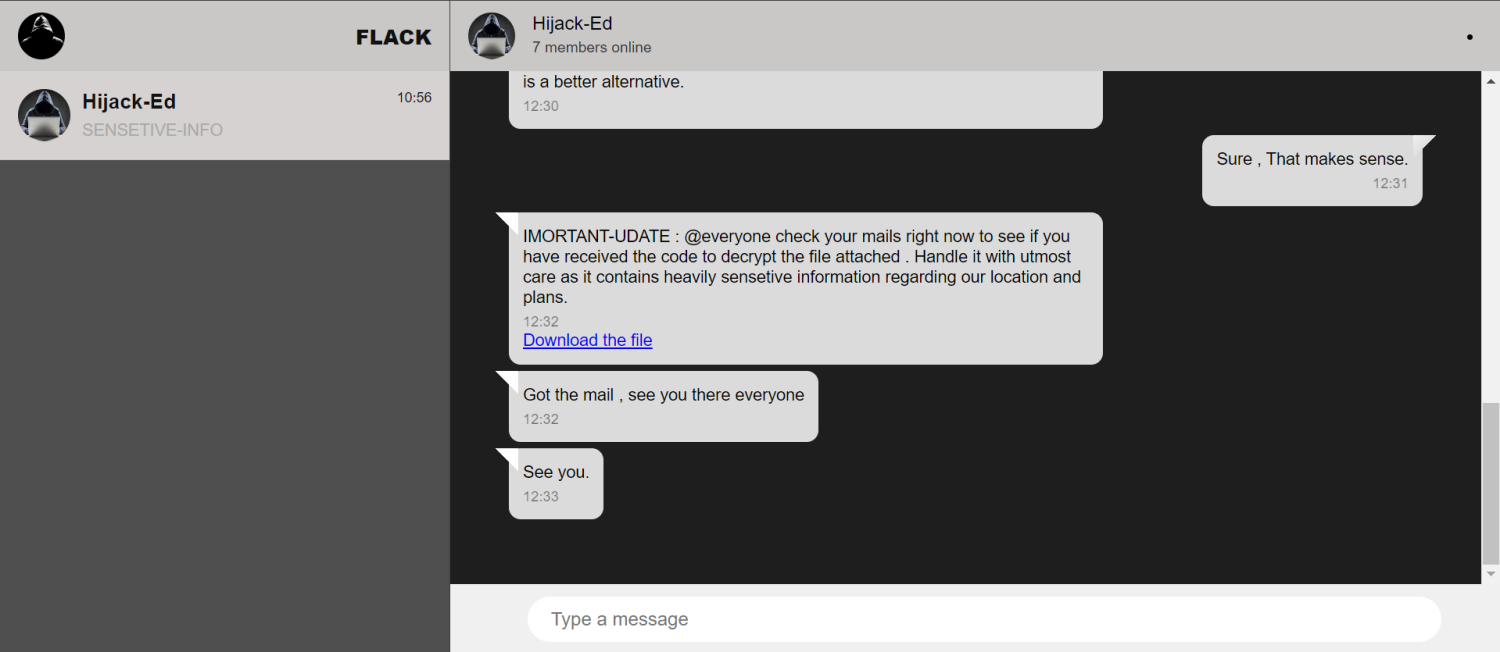 FLACK
Hijack-Ed
10:56
SENSETIVE-INFO
Hijack-Ed
7 members online
is a better alternative.
12:30
Sure , That makes sense.
12:31
IMORTANT-UDATE : @everyone check your mails right now to see if you
have received the code to decrypt the file attached . Handle it with utmost
care as it contains heavily sensetive information regarding our location and
plans.
12:32
Download the file
Got the mail , see you there everyone
12:32
See you.
12:33
Type a message